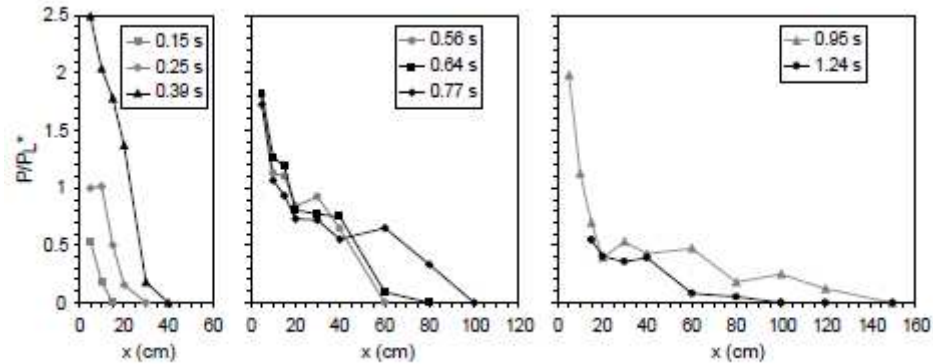 P/PL*
2.5
2
1.5
1
0.5
0
0.15 s
0.25 s
0.39 s
0 20 40 60
x (cm)
0.56 s
0.64 s
0.77 s
0 20 40 60 80 100 120
x (cm)
0.95 s
1.24 s
0 20 40 60 80 100 120 140 160
x (cm)